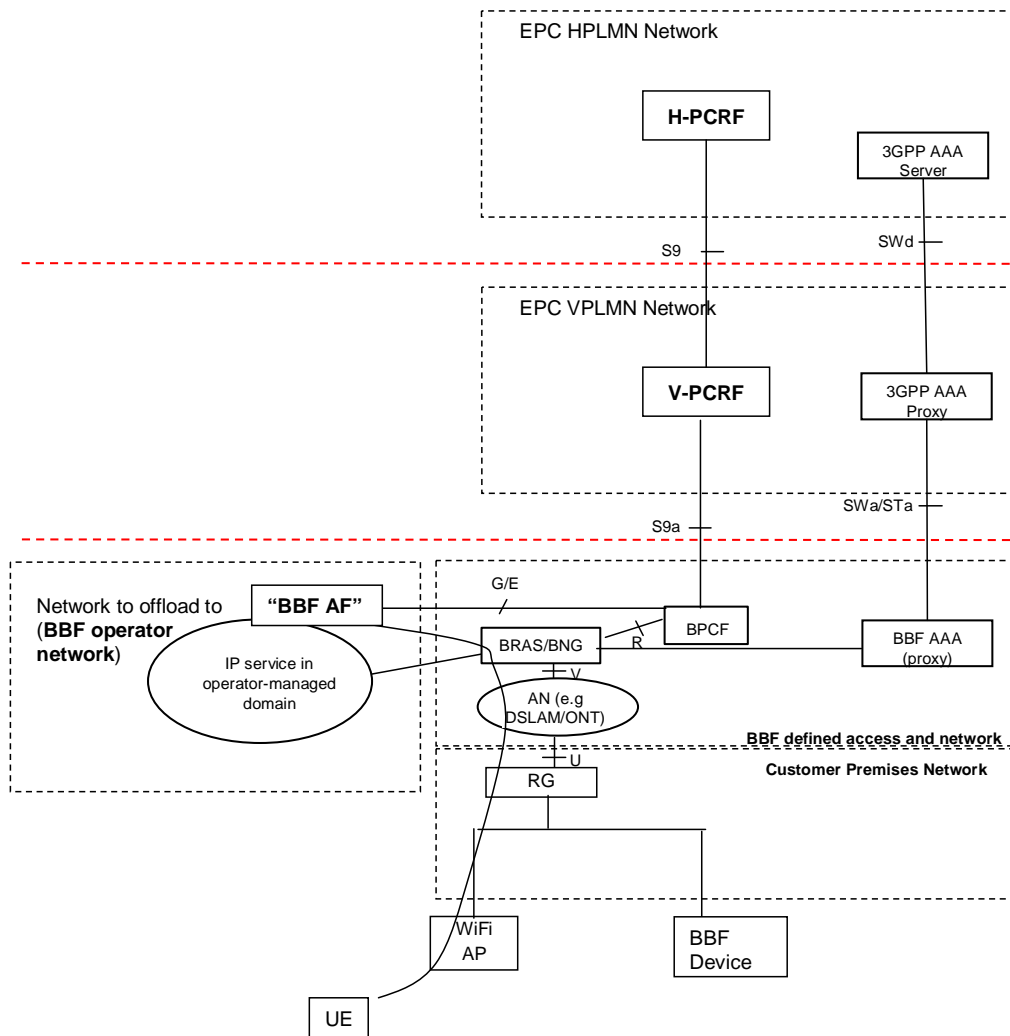 EPC HPLMN Network
H-PCRF
3GPP AAA
Server
S9
SWd
EPC VPLMN Network
V-PCRF
3GPP AAA
Proxy
SWa/STa
S9a
G/E
Network to offload to
(BBF operator
network)
“BBF AF”
BPCF
R
BRAS/BNG
BBF AAA
(proxy)
IP service in
operator-managed
domain
V
AN (e.g
DSLAM/ONT)
BBF defined access and network
U
Customer Premises Network
RG
WiFi
AP
BBF
Device
UE